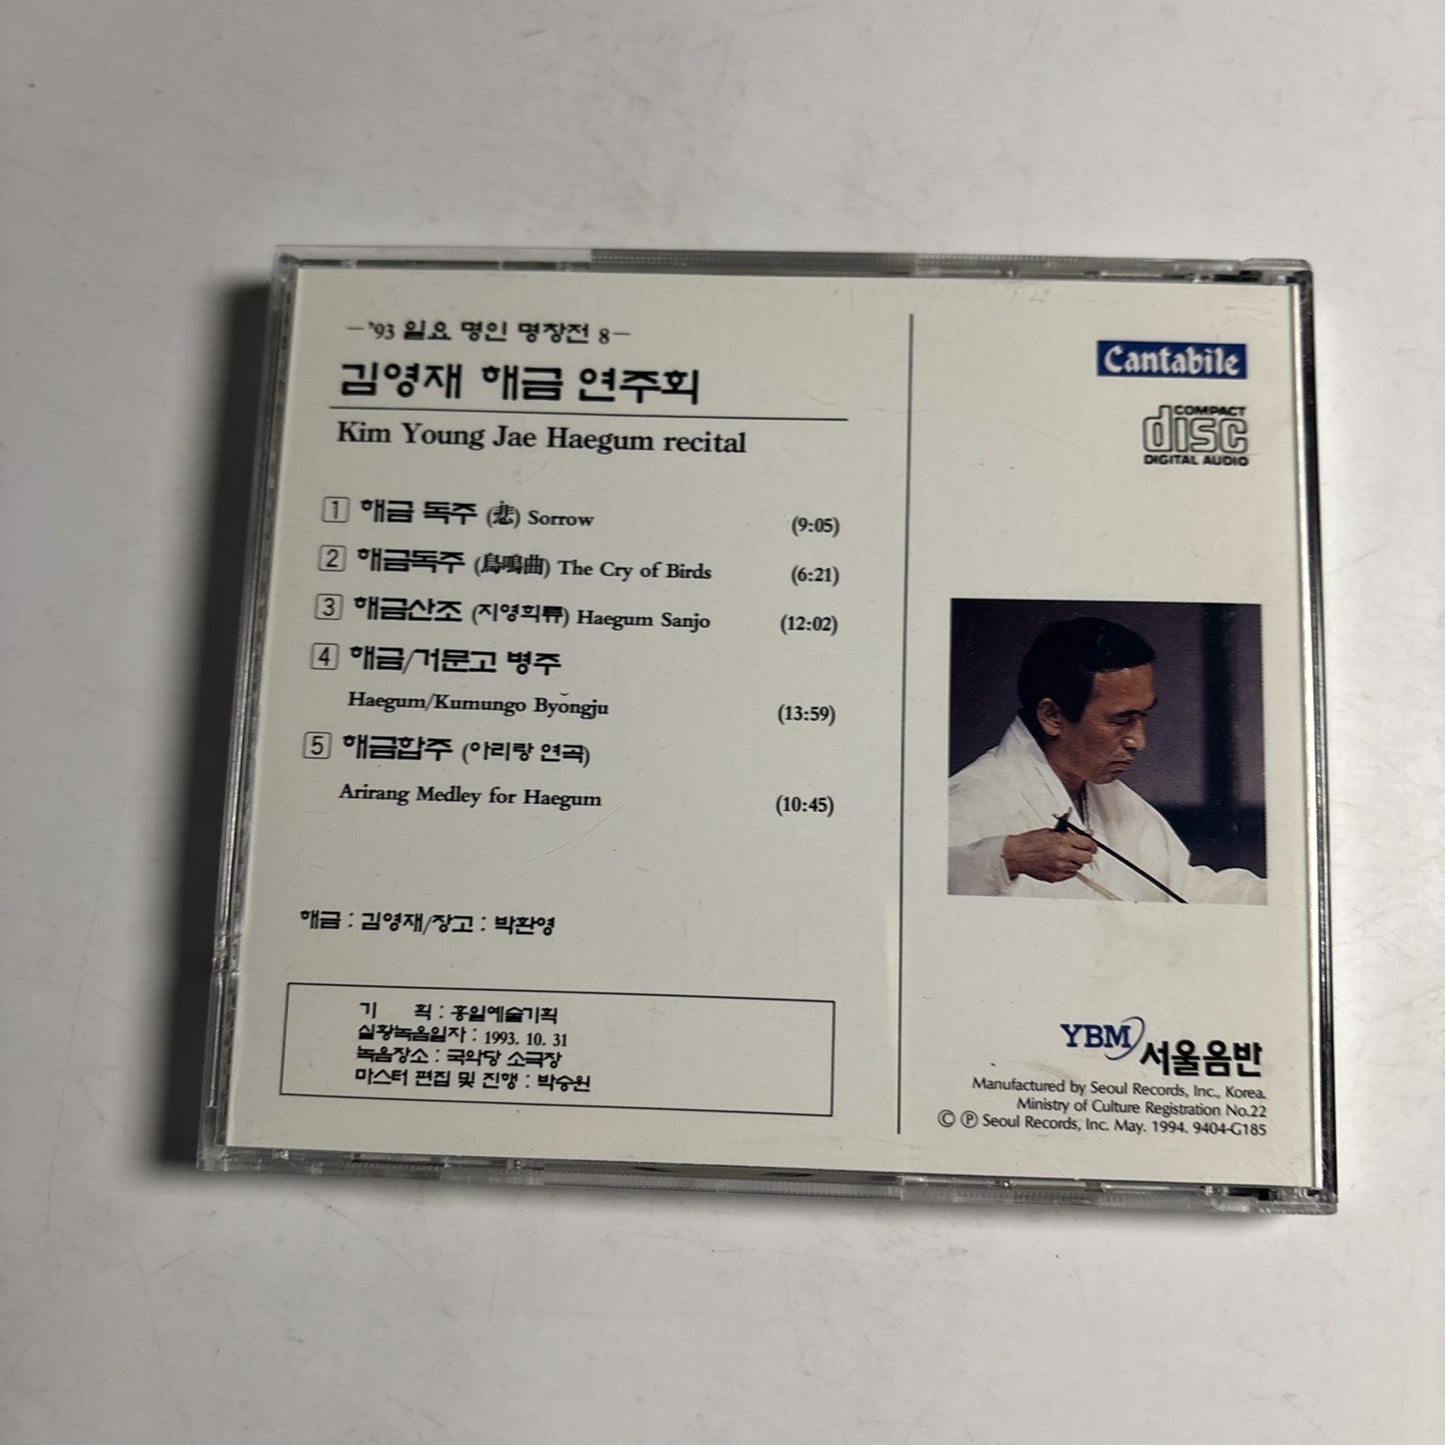 –'93 일요 명인 명창전 8–
김영재 해금 연주회
Kim Young Jae Haegum recital
1 해금 독주 (悲) Sorrow (9:05)
2 해금독주 (鳥鳴曲) The Cry of Birds (6:21)
3 해금산조 (지영희류) Haegum Sanjo (12:02)
4 해금/거문고 병주
Haegum/Kumungo Byŏngju (13:59)
5 해금합주 (아리랑 연곡)
Arirang Medley for Haegum (10:45)
해금 : 김영재/장고 : 박환영
기 획 : 홍일예술기획
실황녹음일자 : 1993. 10. 31
녹음장소 : 국악당 소극장
마스터 편집 및 진행 : 박승원
Cantabile
COMPACT
disc
DIGITAL AUDIO
YBM 서울음반
Manufactured by Seoul Records, Inc., Korea.
Ministry of Culture Registration No.22
© ℗ Seoul Records, Inc. May. 1994. 9404-G185